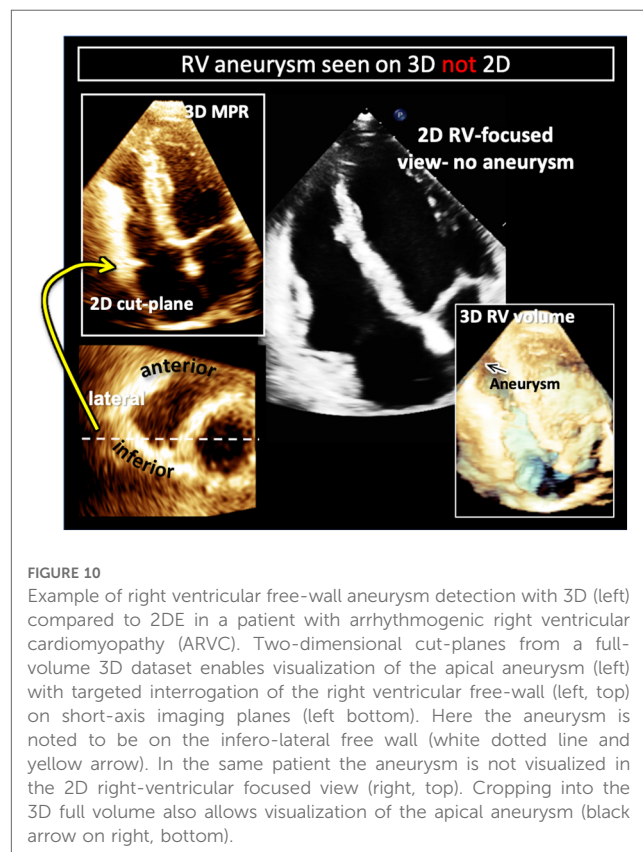 RV aneurysm seen on 3D not 2D
3D MPR
2D RV-focused
view- no aneurysm
2D cut-plane
3D RV volume
Aneurysm
anterior
lateral
inferior
FIGURE 10
Example of right ventricular free-wall aneurysm detection with 3D (left)
compared to 2DE in a patient with arrhythmogenic right ventricular
cardiomyopathy (ARVC). Two-dimensional cut-planes from a full-
volume 3D dataset enables visualization of the apical aneurysm (left)
with targeted interrogation of the right ventricular free-wall (left, top)
on short-axis imaging planes (left bottom). Here the aneurysm is
noted to be on the infero-lateral free wall (white dotted line and
yellow arrow). In the same patient the aneurysm is not visualized in
the 2D right-ventricular focused view (right, top). Cropping into the
3D full volume also allows visualization of the apical aneurysm (black
arrow on right, bottom).